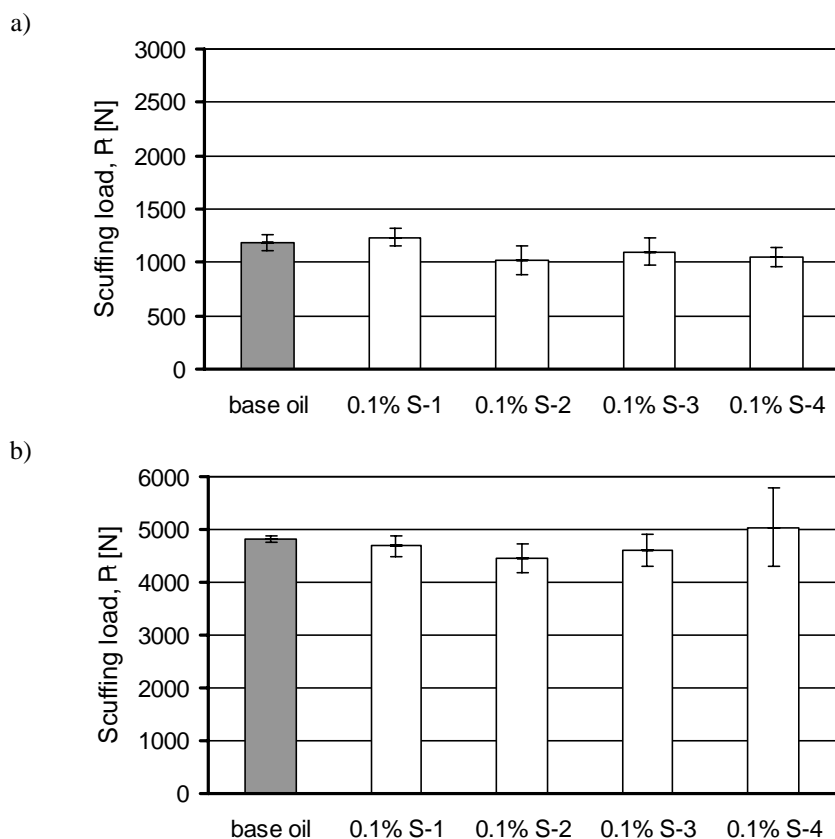 a)
3000
2500
2000
1500
1000
500
0
Scuffing load, Pt [N]
base oil 0.1% S-1 0.1% S-2 0.1% S-3 0.1% S-4
b)
6000
5000
4000
3000
2000
1000
0
Scuffing load, Pt [N]
base oil 0.1% S-1 0.1% S-2 0.1% S-3 0.1% S-4